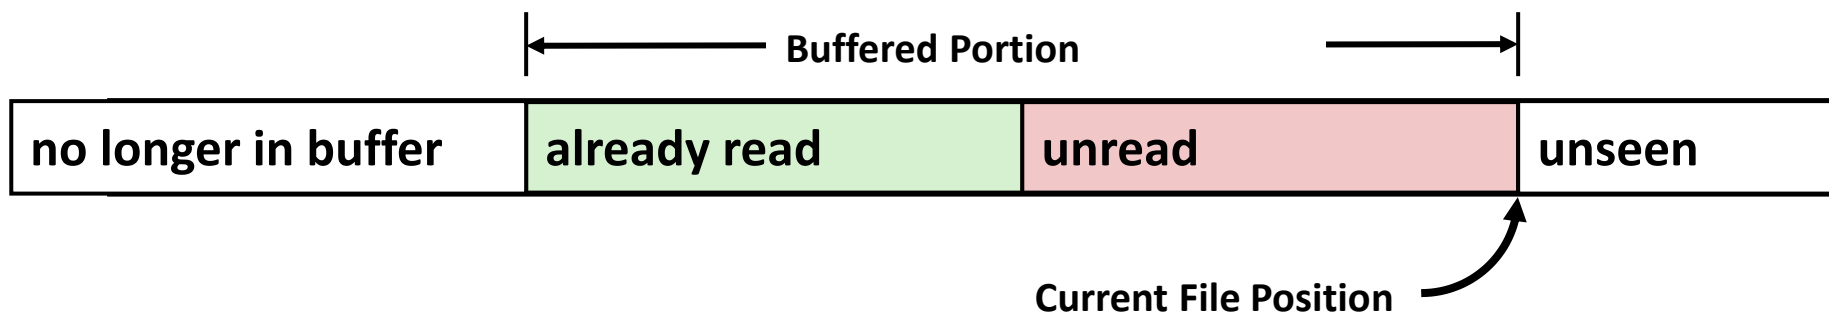 Buffered Portion
no longer in buffer
already read
unread
unseen
Current File Position